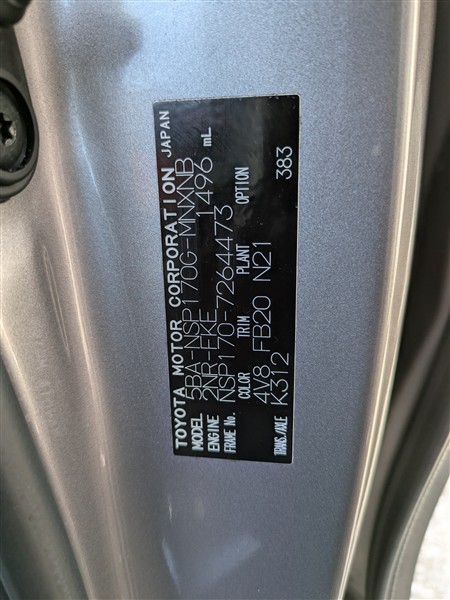 TOYOTA MOTOR CORPORATION JAPAN
MODEL 5BA-NSP170G-MNXNB
ENGINE 2NR-FKE 1496 mL
FRAME No. NSP170-7264473
COLOR TRIM PLANT OPTION
4V8 FB20 N21
TRANS./AXLE K312 383